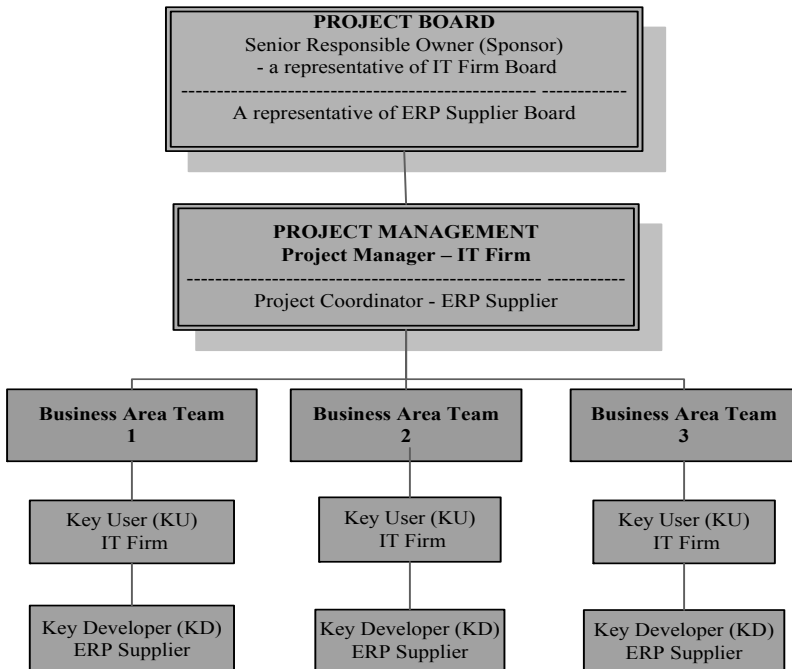 PROJECT BOARD
Senior Responsible Owner (Sponsor)
- a representative of IT Firm Board
------------------------------------------------ -----------
A representative of ERP Supplier Board
PROJECT MANAGEMENT
Project Manager – IT Firm
------------------------------------------------ ----------
Project Coordinator - ERP Supplier
Business Area Team
1
Business Area Team
2
Business Area Team
3
Key User (KU)
IT Firm
Key User (KU)
IT Firm
Key User (KU)
IT Firm
Key Developer (KD)
ERP Supplier
Key Developer (KD)
ERP Supplier
Key Developer (KD)
ERP Supplier